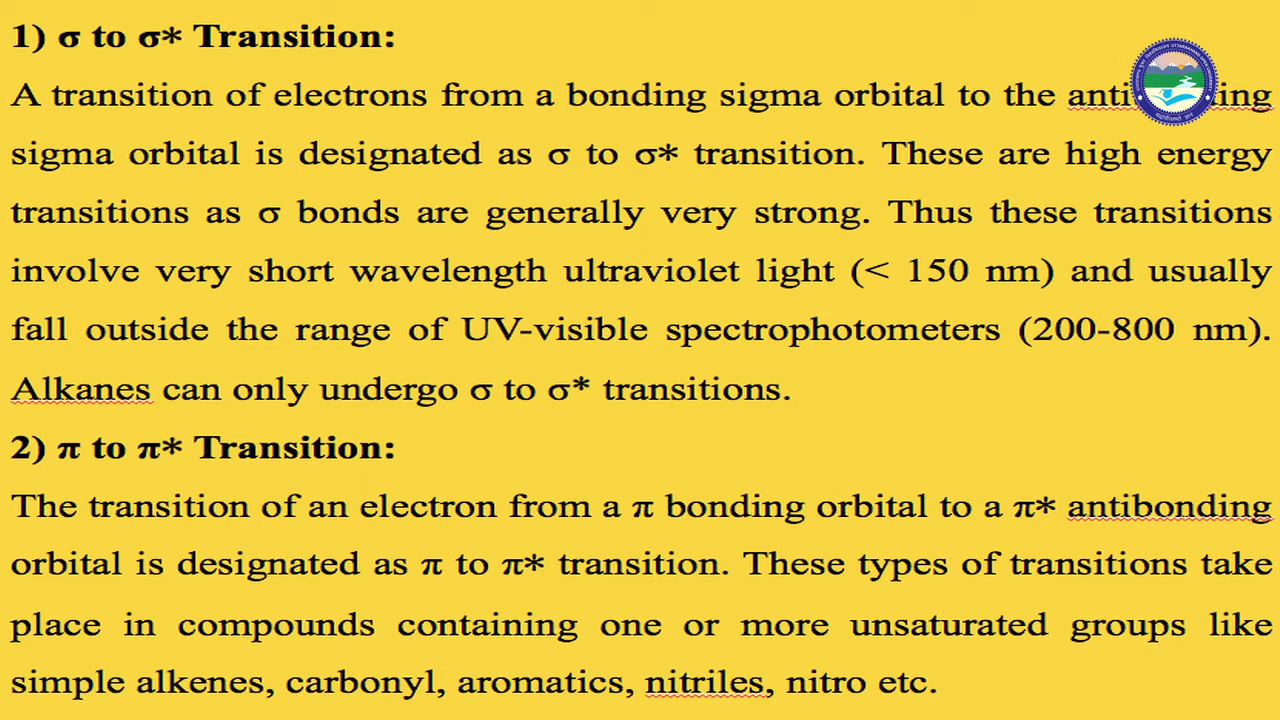 1) σ to σ* Transition:
A transition of electrons from a bonding sigma orbital to the
sigma orbital is designated as σ to σ* transition. These are high energy
transitions as σ bonds are generally very strong. Thus these transitions
involve very short wavelength ultraviolet light (< 150 nm) and usually
fall outside the range of UV-visible spectrophotometers (200-800 nm).
Alkanes can only undergo σ to σ* transitions.
2) π to π* Transition:
The transition of an electron from a π bonding orbital to a π* antibonding
orbital is designated as π to π* transition. These types of transitions take
place in compounds containing one or more unsaturated groups like
simple alkenes, carbonyl, aromatics, nitriles, nitro etc.